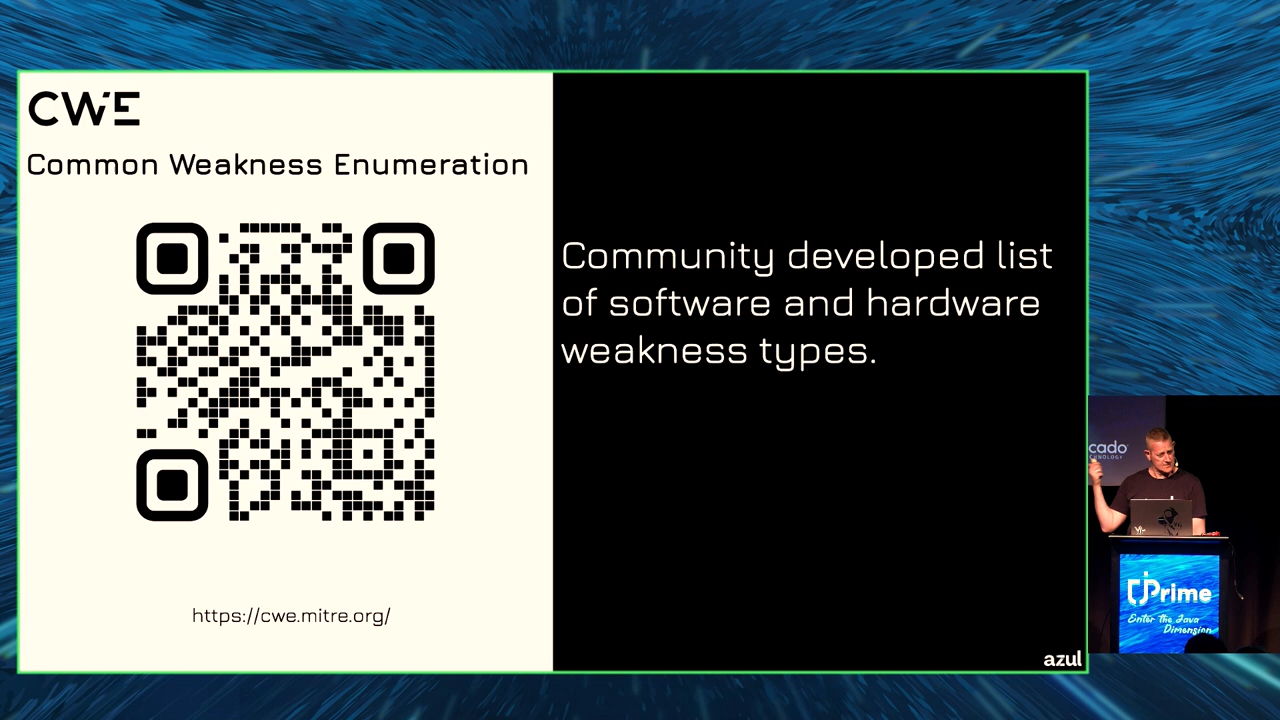 CWE
Common Weakness Enumeration
https://cwe.mitre.org/
Community developed list
of software and hardware
weakness types.
azul
cado
jPrime
Enter the Java
Dimension